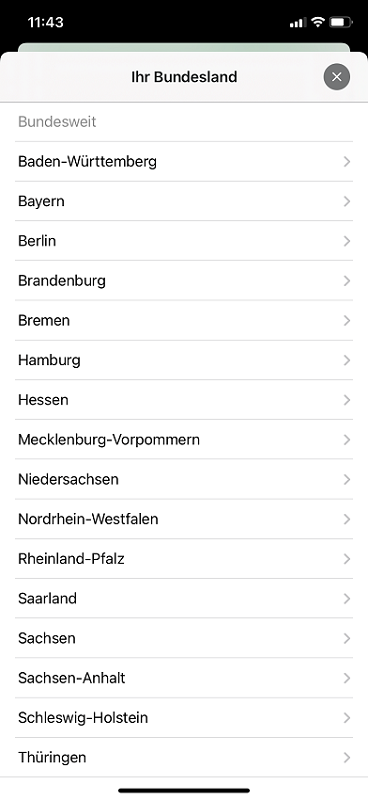 11:43
Ihr Bundesland
Bundesweit
Baden-Württemberg
Bayern
Berlin
Brandenburg
Bremen
Hamburg
Hessen
Mecklenburg-Vorpommern
Niedersachsen
Nordrhein-Westfalen
Rheinland-Pfalz
Saarland
Sachsen
Sachsen-Anhalt
Schleswig-Holstein
Thüringen